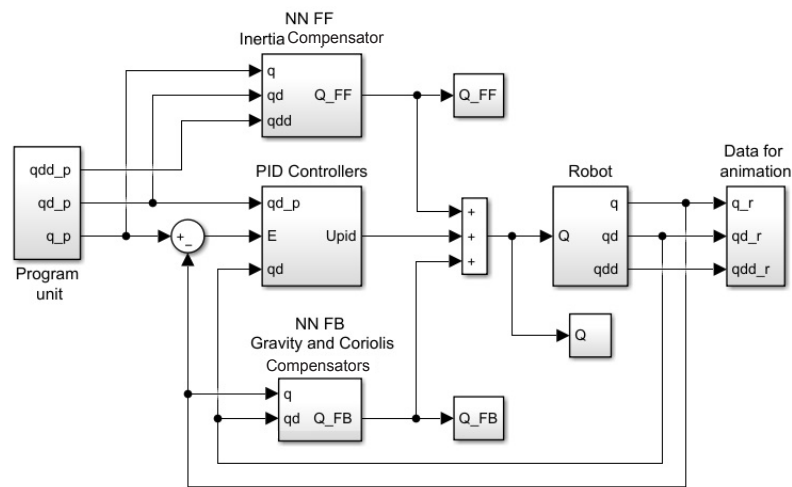 NN FF
Inertia Compensator
q
qd
qdd
Q_FF
Q_FF
qdd_p
qd_p
q_p
Program
unit
+
-
PID Controllers
qd_p
E
qd
Upid
+
+
+
Robot
Q
q
qd
qdd
Data for
animation
q_r
qd_r
qdd_r
Q
NN FB
Gravity and Coriolis
Compensators
q
qd
Q_FB
Q_FB